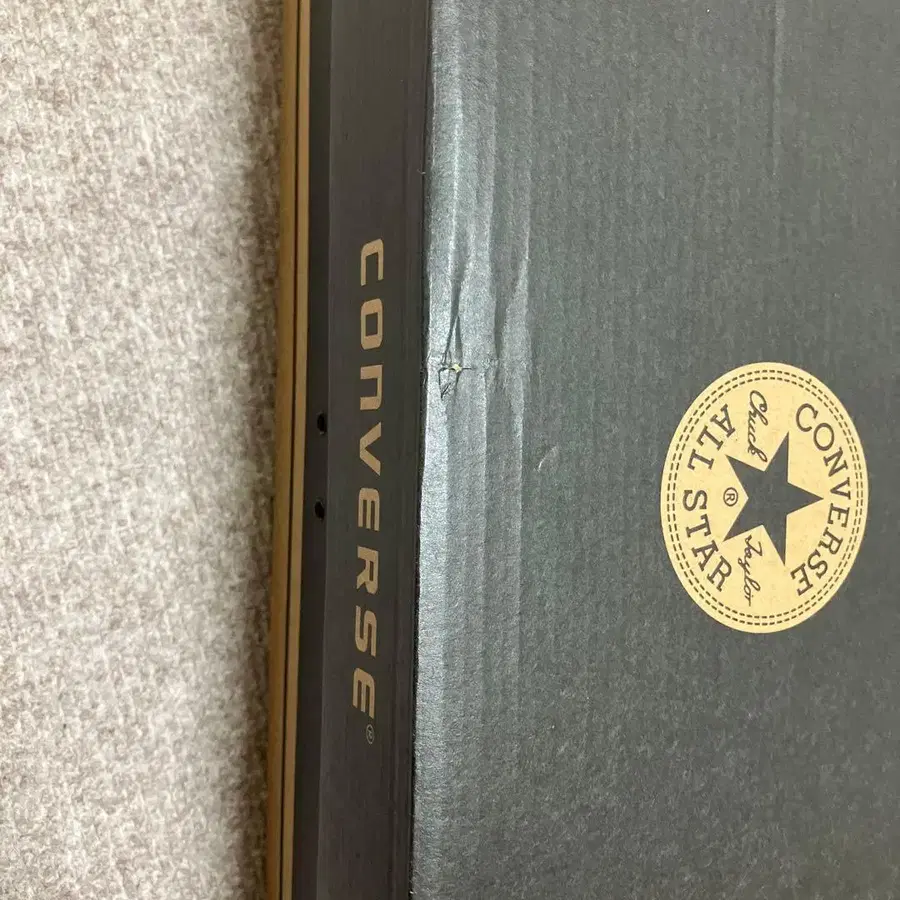 CONVERSE®
CONVERSE
Chuck Taylor
®
ALL STAR